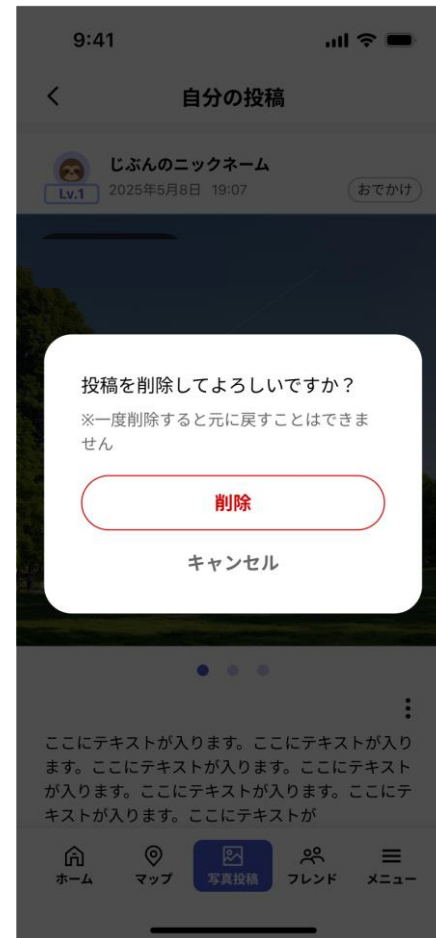 9:41
自分の投稿
じぶんのニックネーム
Lv.1
2025年5月8日 19:07
おでかけ
投稿を削除してよろしいですか？
※一度削除すると元に戻すことはできま
せん
削除
キャンセル
ここにテキストが入ります。ここにテキストが入り
ます。ここにテキストが入ります。ここにテキスト
が入ります。ここにテキストが入ります。ここにテ
キストが入ります。ここにテキストが
ホーム
マップ
写真投稿
フレンド
メニュー